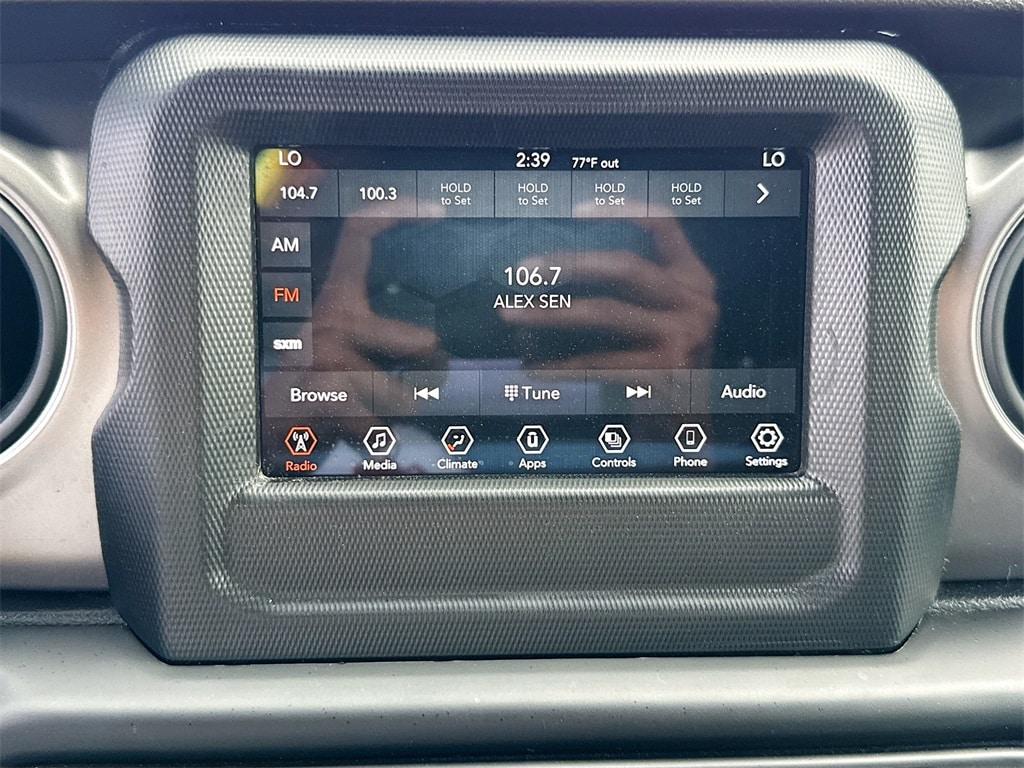 LO 2:39 77°F out LO
104.7 100.3 HOLD HOLD HOLD HOLD
to Set to Set to Set to Set
AM
FM
sxm
106.7
ALEX SEN
Browse Tune Audio
Radio Media Climate Apps Controls Phone Settings